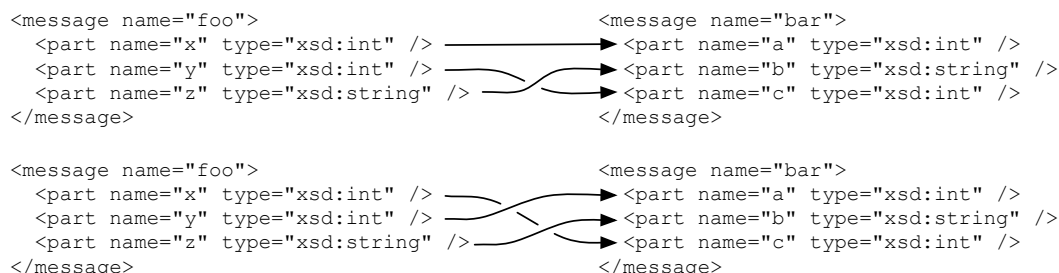 <message name="foo"> <message name="bar">
<part name="x" type="xsd:int" /> <part name="a" type="xsd:int" />
<part name="y" type="xsd:int" /> <part name="b" type="xsd:string" />
<part name="z" type="xsd:string" /> <part name="c" type="xsd:int" />
</message> </message>
<message name="foo"> <message name="bar">
<part name="x" type="xsd:int" /> <part name="a" type="xsd:int" />
<part name="y" type="xsd:int" /> <part name="b" type="xsd:string" />
<part name="z" type="xsd:string" /> <part name="c" type="xsd:int" />
</message> </message>